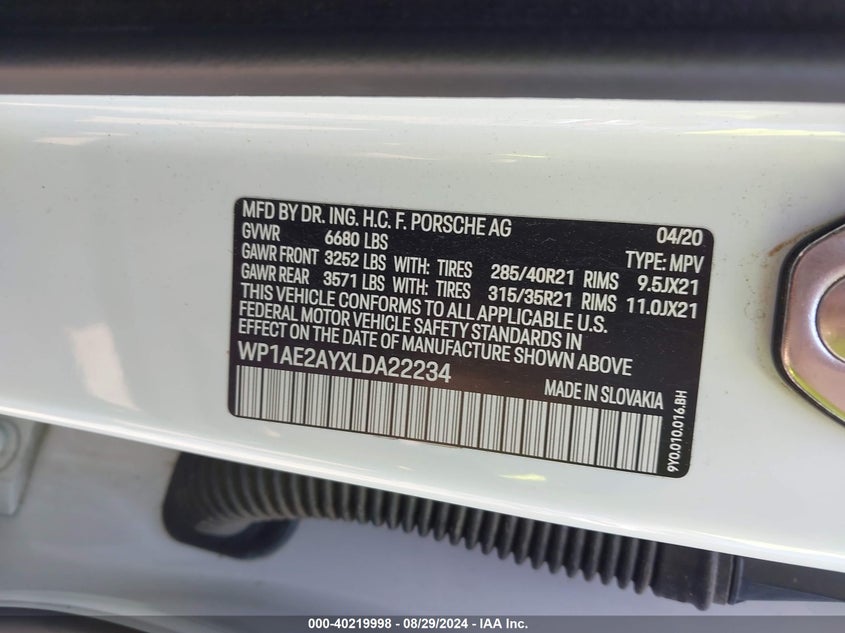 MFD BY DR. ING. H.C. F. PORSCHE AG 04/20
GVWR 6680 LBS TYPE: MPV
GAWR FRONT 3252 LBS WITH: TIRES 285/40R21 RIMS 9.5JX21
GAWR REAR 3571 LBS WITH: TIRES 315/35R21 RIMS 11.0JX21
THIS VEHICLE CONFORMS TO ALL APPLICABLE U.S.
FEDERAL MOTOR VEHICLE SAFETY STANDARDS IN
EFFECT ON THE DATE OF MANUFACTURE SHOWN ABOVE
WP1AE2AYXLDA22234
MADE IN SLOVAKIA
9Y0.010.016.BH
000-40219998 - 08/29/2024 - IAA Inc.